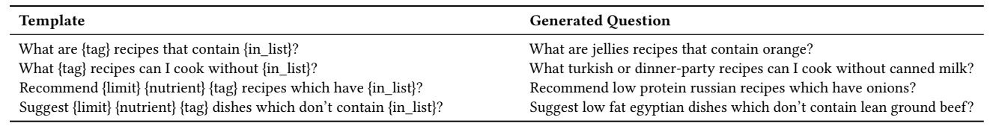 Template Generated Question
What are {tag} recipes that contain {in_list}? What are jellies recipes that contain orange?
What {tag} recipes can I cook without {in_list}? What turkish or dinner-party recipes can I cook without canned milk?
Recommend {limit} {nutrient} {tag} recipes which have {in_list}? Recommend low protein russian recipes which have onions?
Suggest {limit} {nutrient} {tag} dishes which don't contain {in_list}? Suggest low fat egyptian dishes which don't contain lean ground beef?